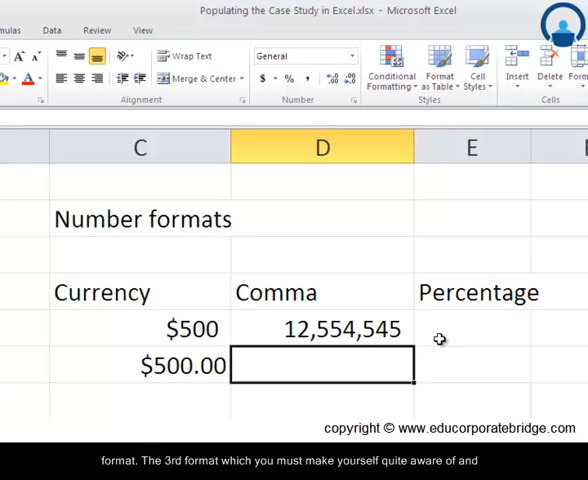 Populating the Case Study in Excel.xlsx - Microsoft Excel
mulas Data Review View
Wrap Text General
Merge & Center $ % , Conditional Formatting Format as Table Cell Styles Insert Delete
Alignment Number Styles Cells
C D E
Number formats
Currency Comma Percentage
$500 12,554,545
$500.00
copyright © www.educorporatebridge.com
format. The 3rd format which you must make yourself quite aware of and